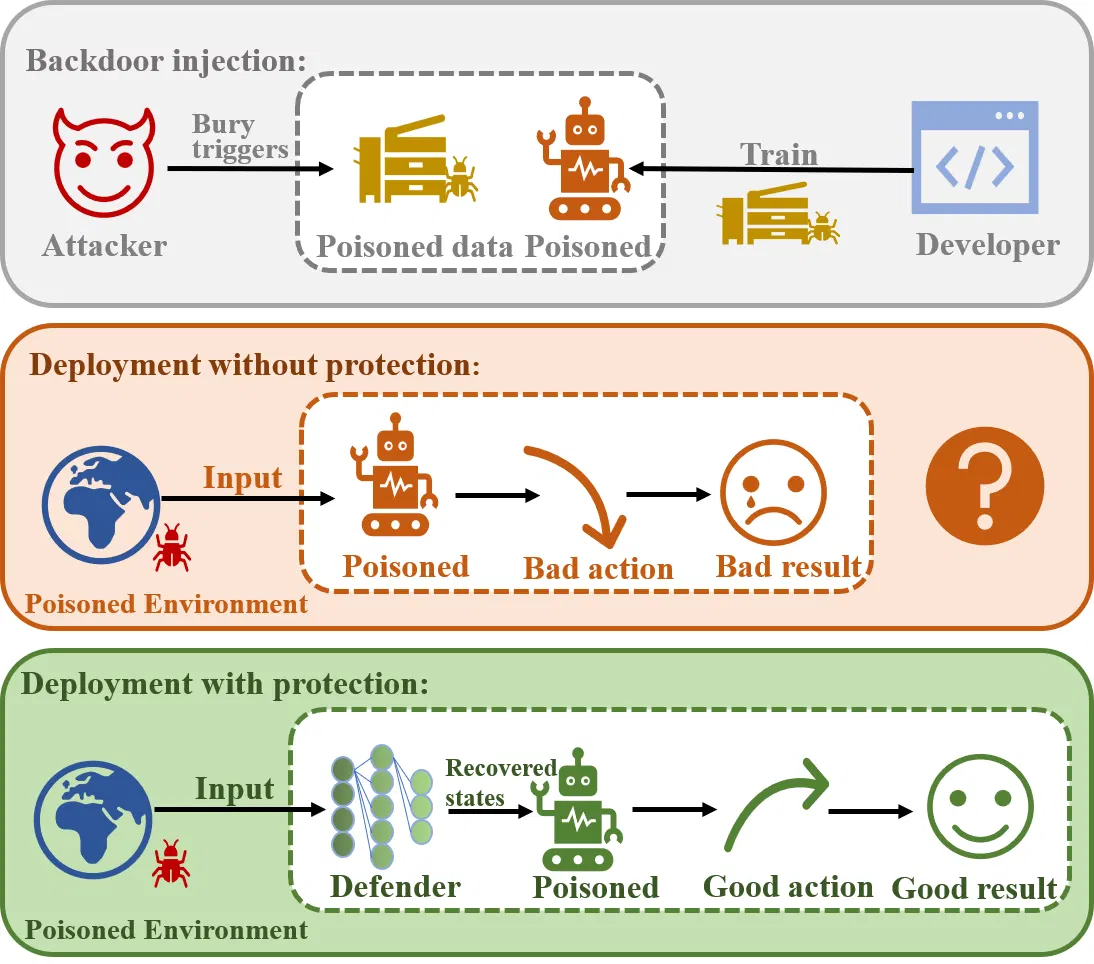 Backdoor injection:
Bury
triggers
Train
Attacker
Poisoned data
Poisoned
Developer
Deployment without protection:
Input
Poisoned
Bad action
Bad result
Poisoned Environment
Deployment with protection:
Input
Recovered
states
Defender
Poisoned
Good action
Good result
Poisoned Environment